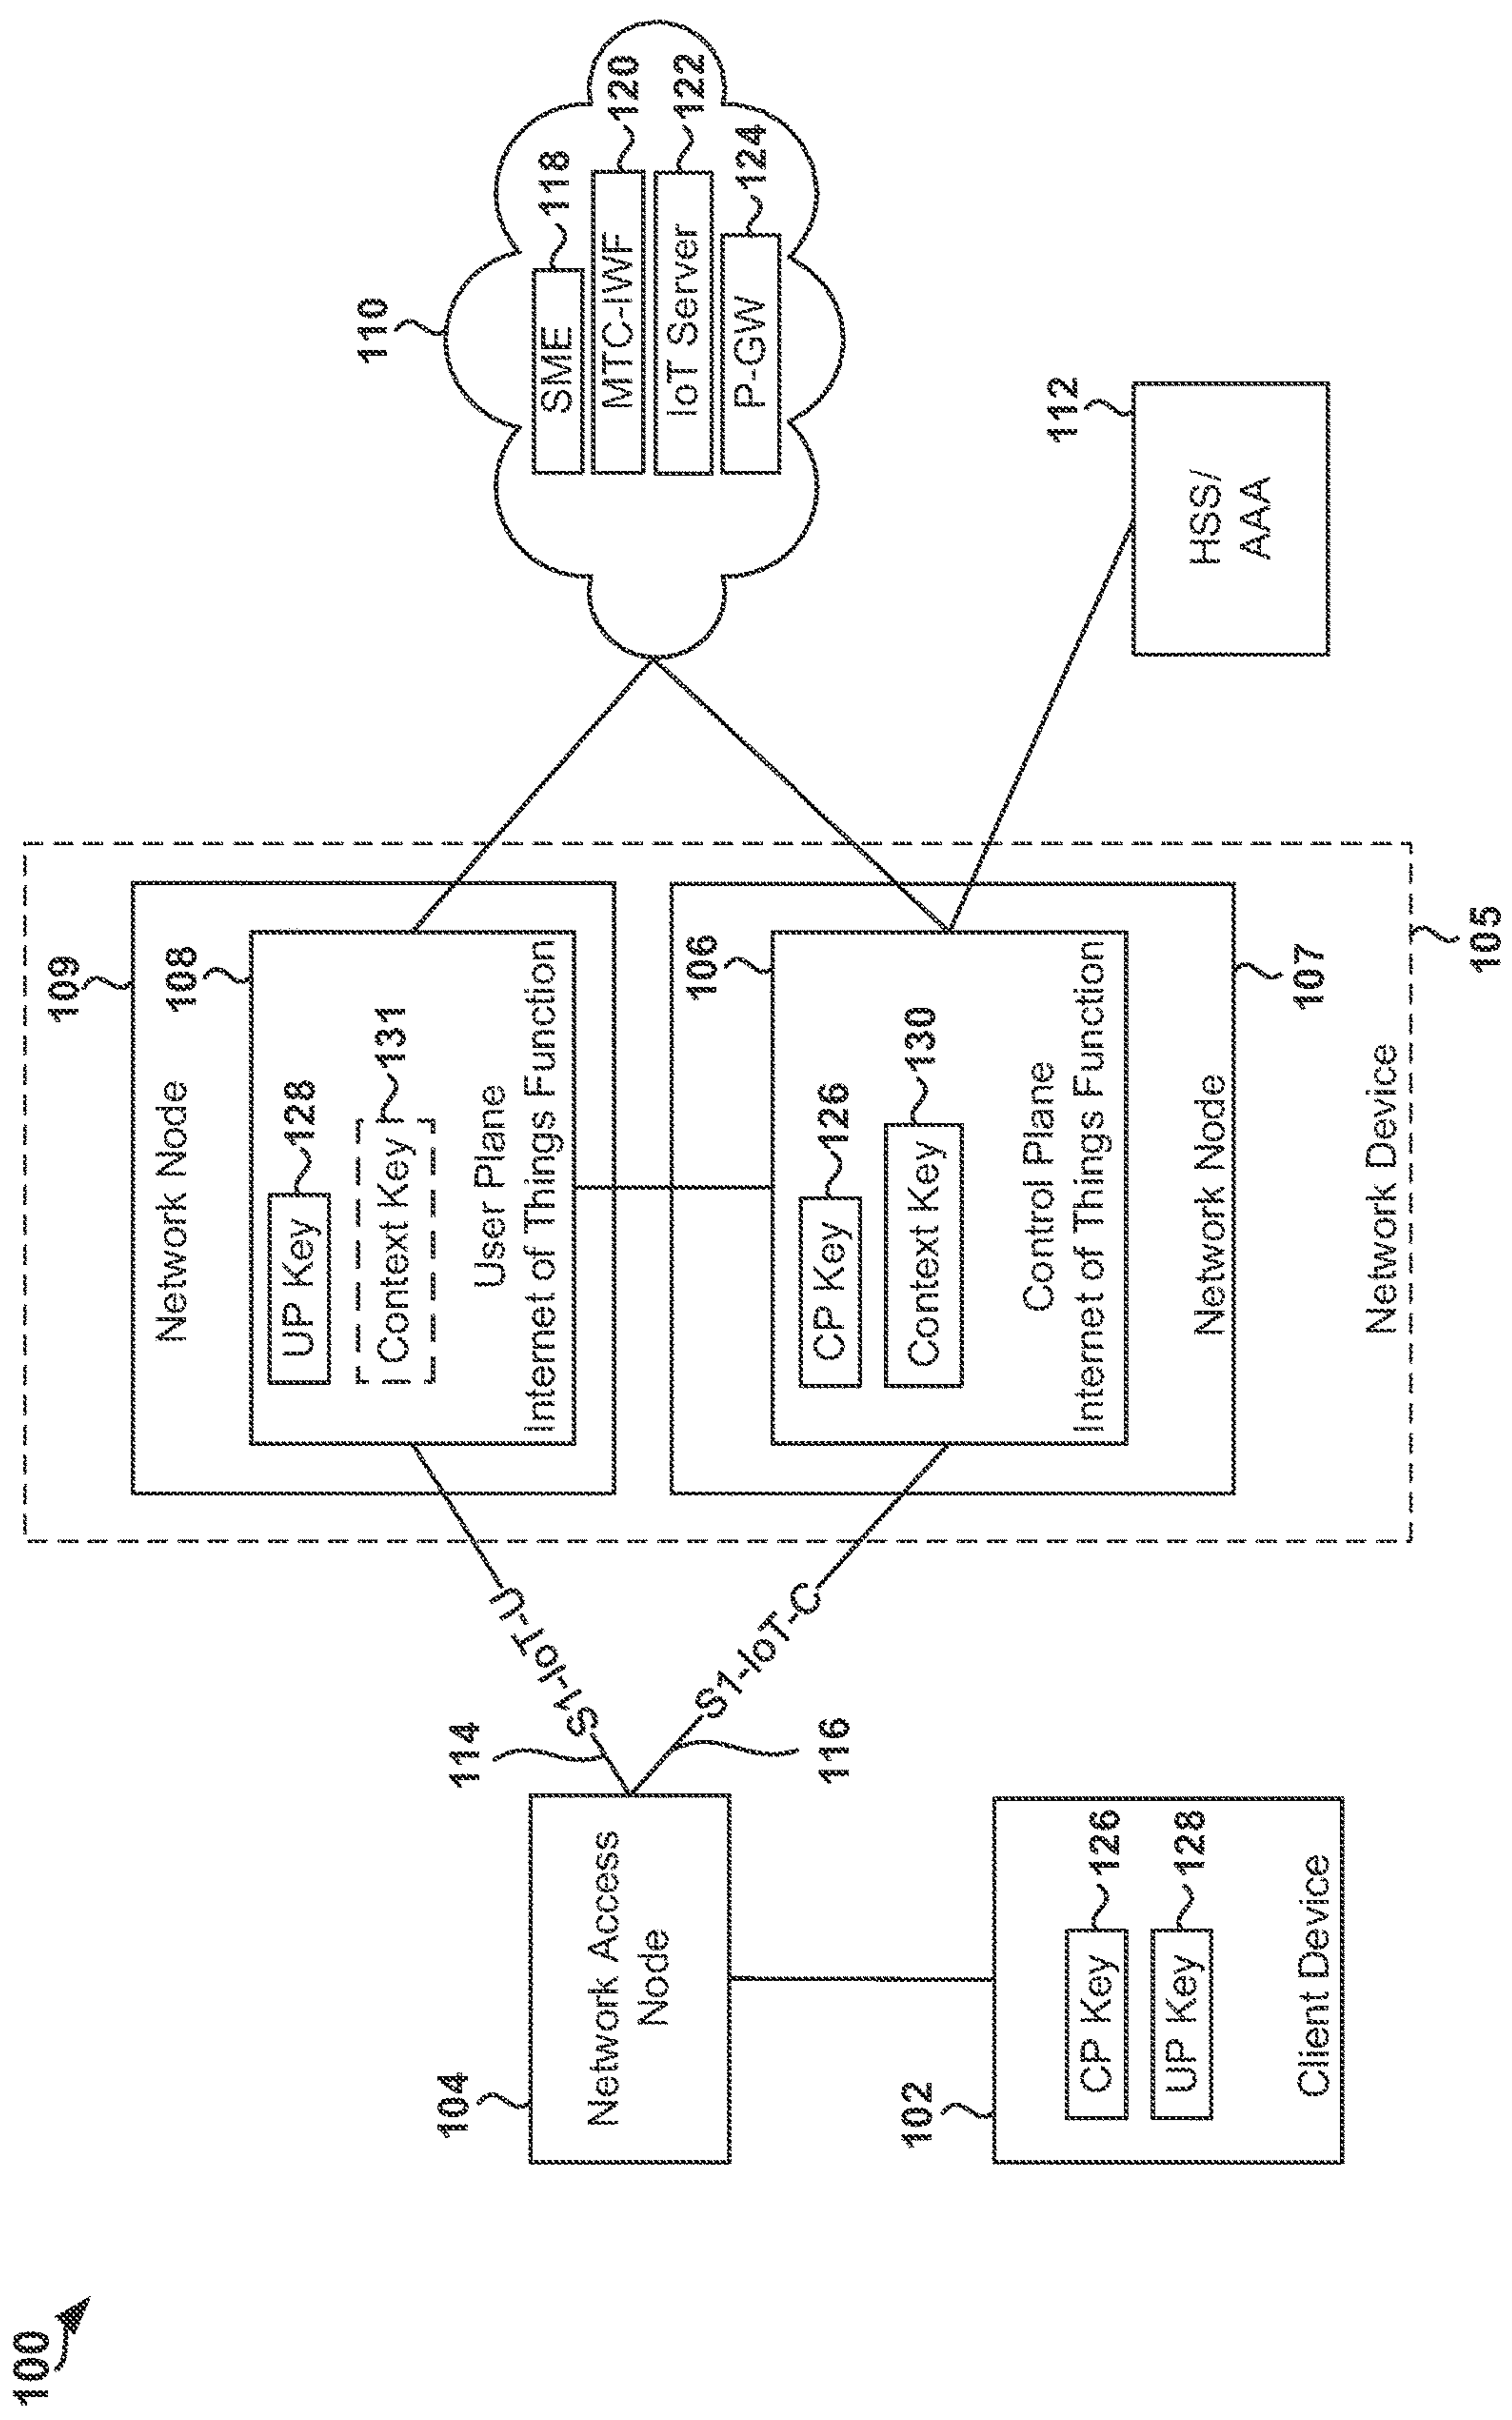 100
109
Network Node
108
UP Key
128
Context Key
131
User Plane
Internet of Things Function
106
CP Key
126
Context Key
130
Control Plane
Internet of Things Function
Network Node
107
Network Device
105
110
SME
118
MTC-IWF
120
IoT Server
122
P-GW
124
112
HSS/
AAA
114
S1-IoT-U
S1-IoT-C
116
104
Network Access
Node
102
CP Key
126
UP Key
128
Client Device